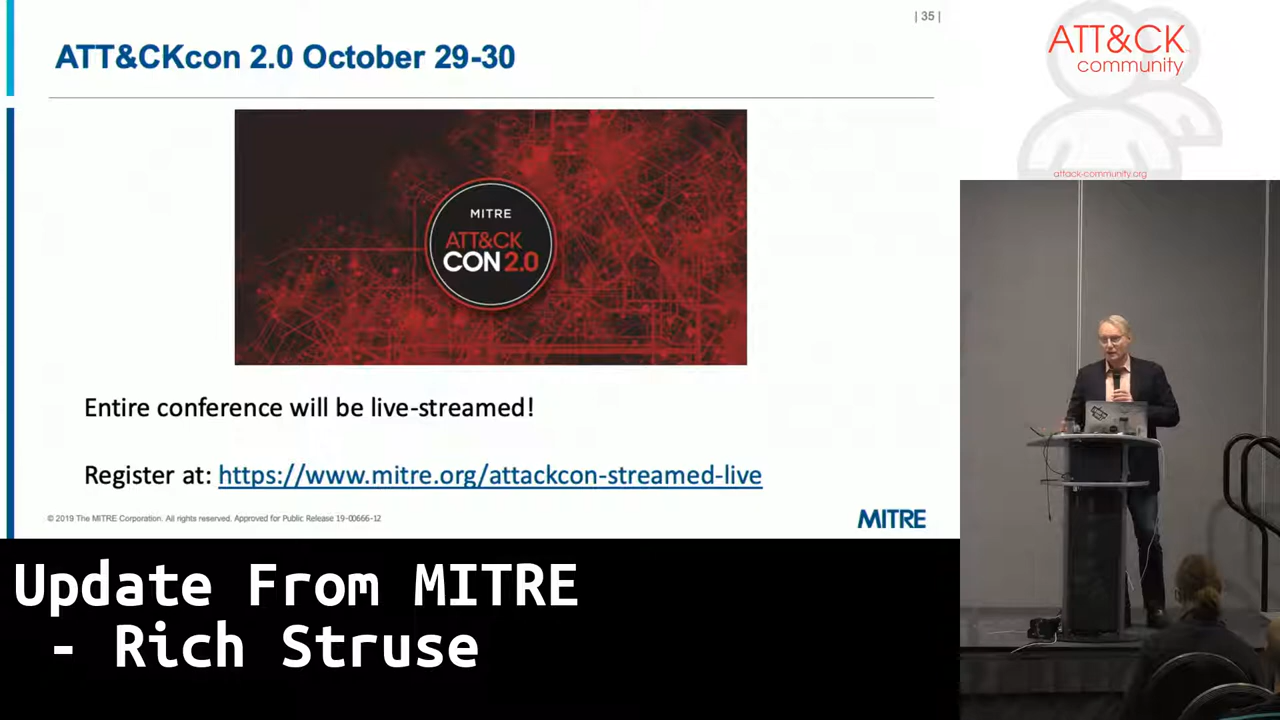 | 35 |
ATT&CKcon 2.0 October 29-30
MITRE
ATT&CK
CON 2.0
Entire conference will be live-streamed!
Register at: https://www.mitre.org/attackcon-streamed-live
© 2019 The MITRE Corporation. All rights reserved. Approved for Public Release 19-00666-12
MITRE
ATT&CK
community
attack-community.org
Update From MITRE
- Rich Struse